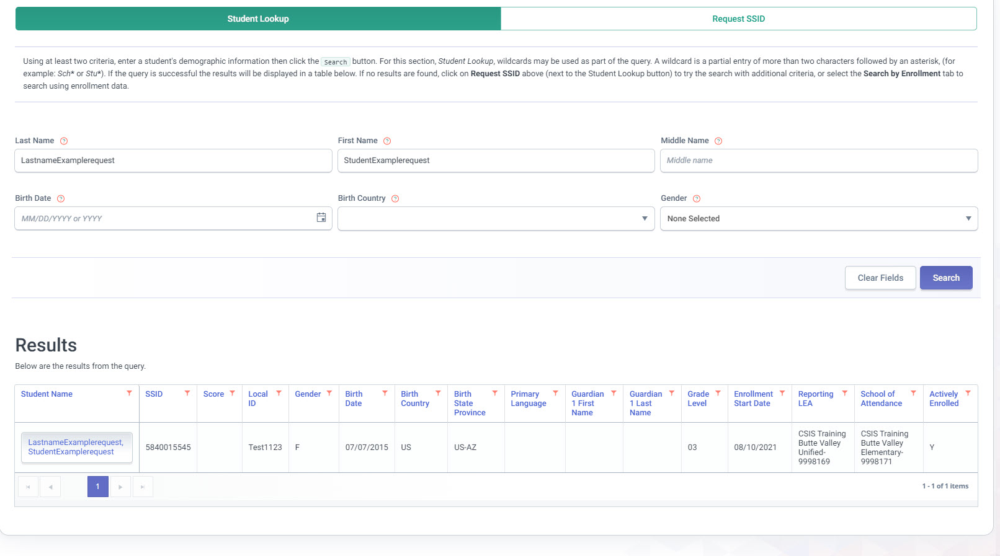 Student Lookup
Request SSID
Using at least two criteria, enter a student's demographic information then click the Search button. For this section, Student Lookup, wildcards may be used as part of the query. A wildcard is a partial entry of more than two characters followed by an asterisk, (for
example: Sch* or Stu*). If the query is successful the results will be displayed in a table below. If no results are found, click on Request SSID above (next to the Student Lookup button) to try the search with additional criteria, or select the Search by Enrollment tab to
search using enrollment data.
Last Name ?
First Name ?
Middle Name ?
LastnameExamplerequest
StudentExamplerequest
Middle name
Birth Date ?
Birth Country ?
Gender ?
MM/DD/YYYY or YYYY
None Selected
Clear Fields
Search
Results
Below are the results from the query.
Student Name
SSID
Score
Local
ID
Gender
Birth
Date
Birth
Country
Birth
State
Province
Primary
Language
Guardian
1 First
Name
Guardian
1 Last
Name
Grade
Level
Enrollment
Start Date
Reporting
LEA
School of
Attendance
Actively
Enrolled
LastnameExamplerequest,
StudentExamplerequest
5840015545
Test1123
F
07/07/2015
US
US-AZ
03
08/10/2021
CSIS Training
Butte Valley
Unified-
9998169
CSIS Training
Butte Valley
Elementary-
9998171
Y
1
1 - 1 of 1 items